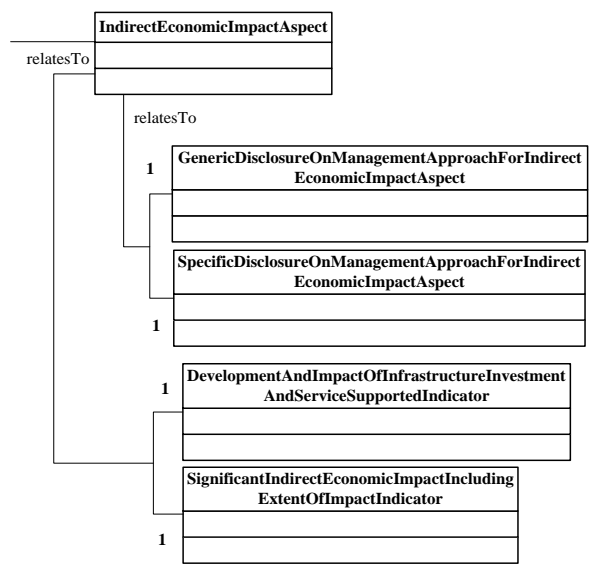 IndirectEconomicImpactAspect
relatesTo
relatesTo
1
GenericDisclosureOnManagementApproachForIndirect
EconomicImpactAspect
SpecificDisclosureOnManagementApproachForIndirect
EconomicImpactAspect
1
1
DevelopmentAndImpactOfInfrastructureInvestment
AndServiceSupportedIndicator
SignificantIndirectEconomicImpactIncluding
ExtentOfImpactIndicator
1